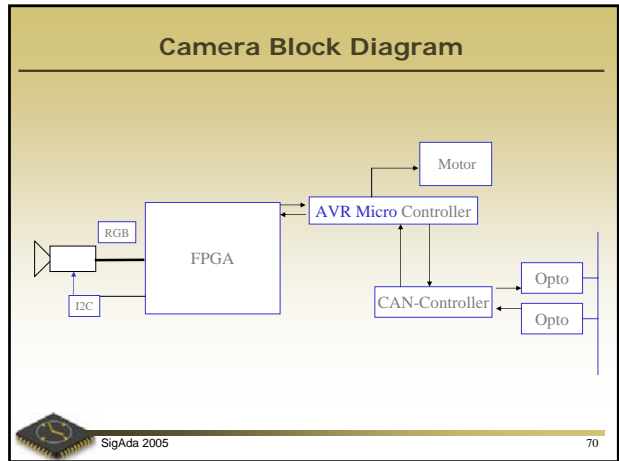 Camera Block Diagram
Motor
AVR Micro Controller
RGB
FPGA
I2C
CAN-Controller
Opto
Opto
SigAda 2005
70